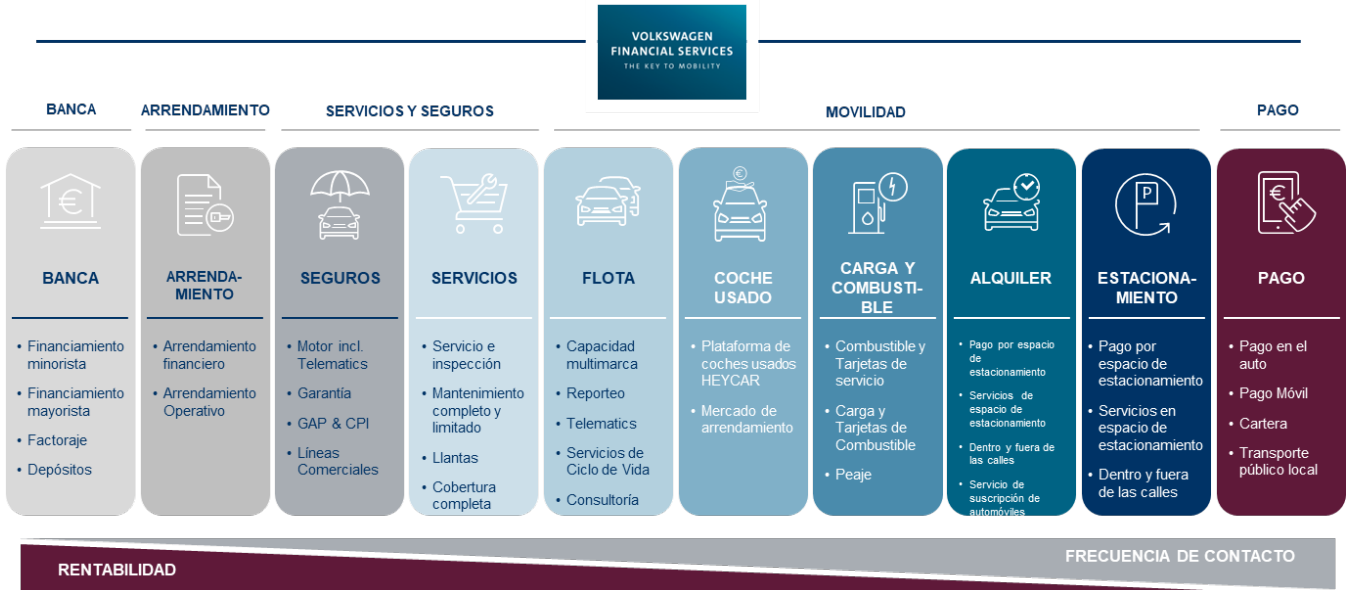 VOLKSWAGEN
FINANCIAL SERVICES
THE KEY TO MOBILITY
BANCA
ARRENDAMIENTO
SERVICIOS Y SEGUROS
MOVILIDAD
PAGO
€
BANCA
• Financiamiento
minorista
• Financiamiento
mayorista
• Factoraje
• Depósitos
ARRENDA-
MIENTO
• Arrendamiento
financiero
• Arrendamiento
Operativo
SEGUROS
• Motor incl.
Telematics
• Garantía
• GAP & CPI
• Líneas
Comerciales
SERVICIOS
• Servicio e
inspección
• Mantenimiento
completo y
limitado
• Llantas
• Cobertura
completa
FLOTA
• Capacidad
multimarca
• Reporteo
• Telematics
• Servicios de
Ciclo de Vida
• Consultoría
€
COCHE
USADO
• Plataforma de
coches usados
HEYCAR
• Mercado de
arrendamiento
CARGA Y
COMBUSTI-
BLE
• Combustible y
Tarjetas de
servicio
• Carga y
Tarjetas de
Combustible
• Peaje
ALQUILER
• Pago por espacio
de
estacionamiento
• Servicios de
espacio de
estacionamiento
• Dentro y fuera de
las calles
• Servicio de
suscripción de
automóviles
P
ESTACIONA-
MIENTO
• Pago por
espacio de
estacionamiento
• Servicios en
espacio de
estacionamiento
• Dentro y fuera
de las calles
€
PAGO
• Pago en el
auto
• Pago Móvil
• Cartera
• Transporte
público local
FRECUENCIA DE CONTACTO
RENTABILIDAD